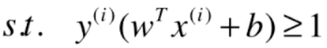 s.t. y^{(i)}(w^T x^{(i)} + b) ≥ 1